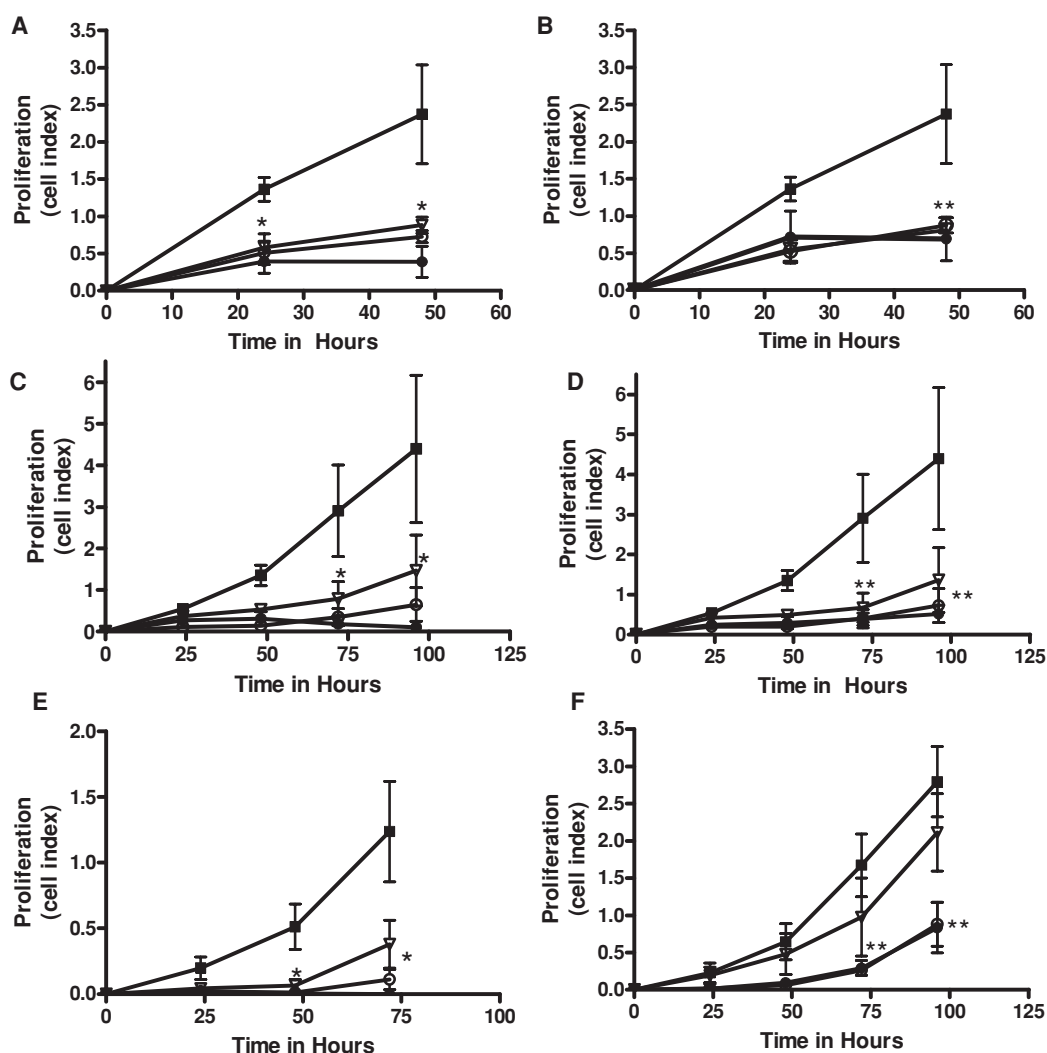 A
3.5
3.0
2.5
2.0
1.5
1.0
0.5
0.0
Proliferation
(cell index)
*
*
0 10 20 30 40 50 60
Time in Hours
B
3.5
3.0
2.5
2.0
1.5
1.0
0.5
0.0
Proliferation
(cell index)
**
0 10 20 30 40 50 60
Time in Hours
C
6
5
4
3
2
1
0
Proliferation
(cell index)
*
*
0 25 50 75 100 125
Time in Hours
D
6
5
4
3
2
1
0
Proliferation
(cell index)
**
**
0 25 50 75 100 125
Time in Hours
E
2.0
1.5
1.0
0.5
0.0
Proliferation
(cell index)
*
*
0 25 50 75 100
Time in Hours
F
3.5
3.0
2.5
2.0
1.5
1.0
0.5
0.0
Proliferation
(cell index)
**
**
0 25 50 75 100 125
Time in Hours